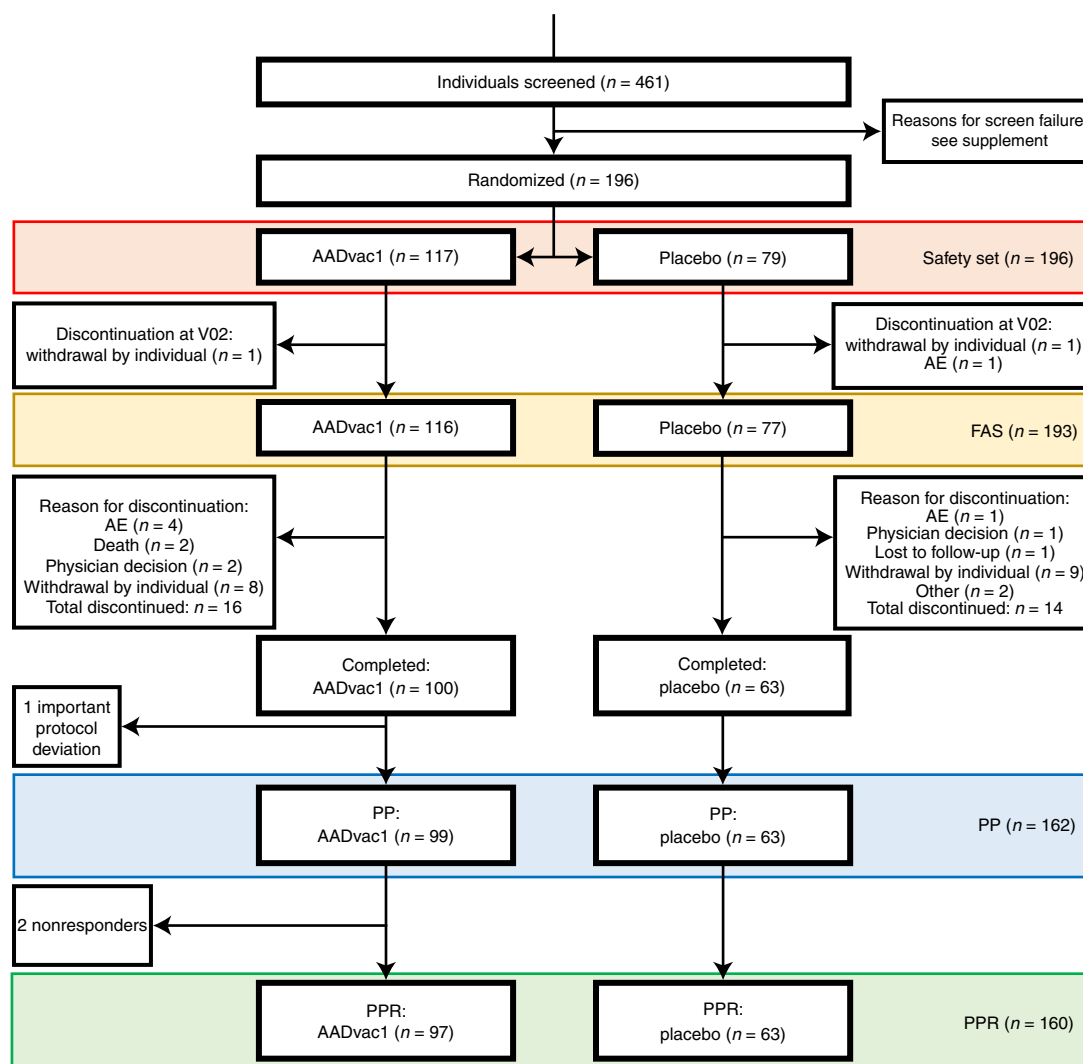 Individuals screened (n = 461)
Reasons for screen failure
see supplement
Randomized (n = 196)
AADvac1 (n = 117)
Placebo (n = 79)
Safety set (n = 196)
Discontinuation at V02:
withdrawal by individual (n = 1)
Discontinuation at V02:
withdrawal by individual (n = 1)
AE (n = 1)
AADvac1 (n = 116)
Placebo (n = 77)
FAS (n = 193)
Reason for discontinuation:
AE (n = 4)
Death (n = 2)
Physician decision (n = 2)
Withdrawal by individual (n = 8)
Total discontinued: n = 16
Reason for discontinuation:
AE (n = 1)
Physician decision (n = 1)
Lost to follow-up (n = 1)
Withdrawal by individual (n = 9)
Other (n = 2)
Total discontinued: n = 14
Completed:
AADvac1 (n = 100)
Completed:
placebo (n = 63)
1 important
protocol
deviation
PP:
AADvac1 (n = 99)
PP:
placebo (n = 63)
PP (n = 162)
2 nonresponders
PPR:
AADvac1 (n = 97)
PPR:
placebo (n = 63)
PPR (n = 160)